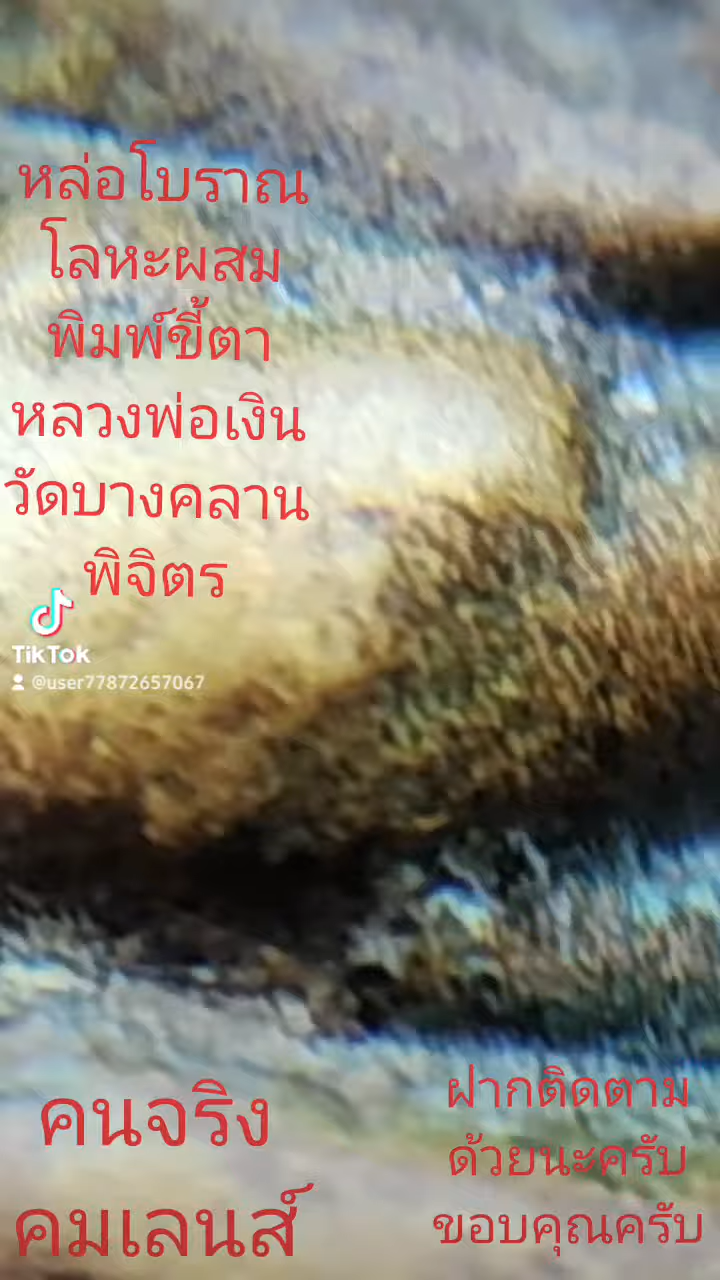 หล่อโบราณ
โลหะผสม
พิมพ์ขี้ตา
หลวงพ่อเงิน
วัดบางคลาน
พิจิตร
TikTok
@user77872657067
คนจริง
คมเลนส์
ฝากติดตาม
ด้วยนะครับ
ขอบคุณครับ